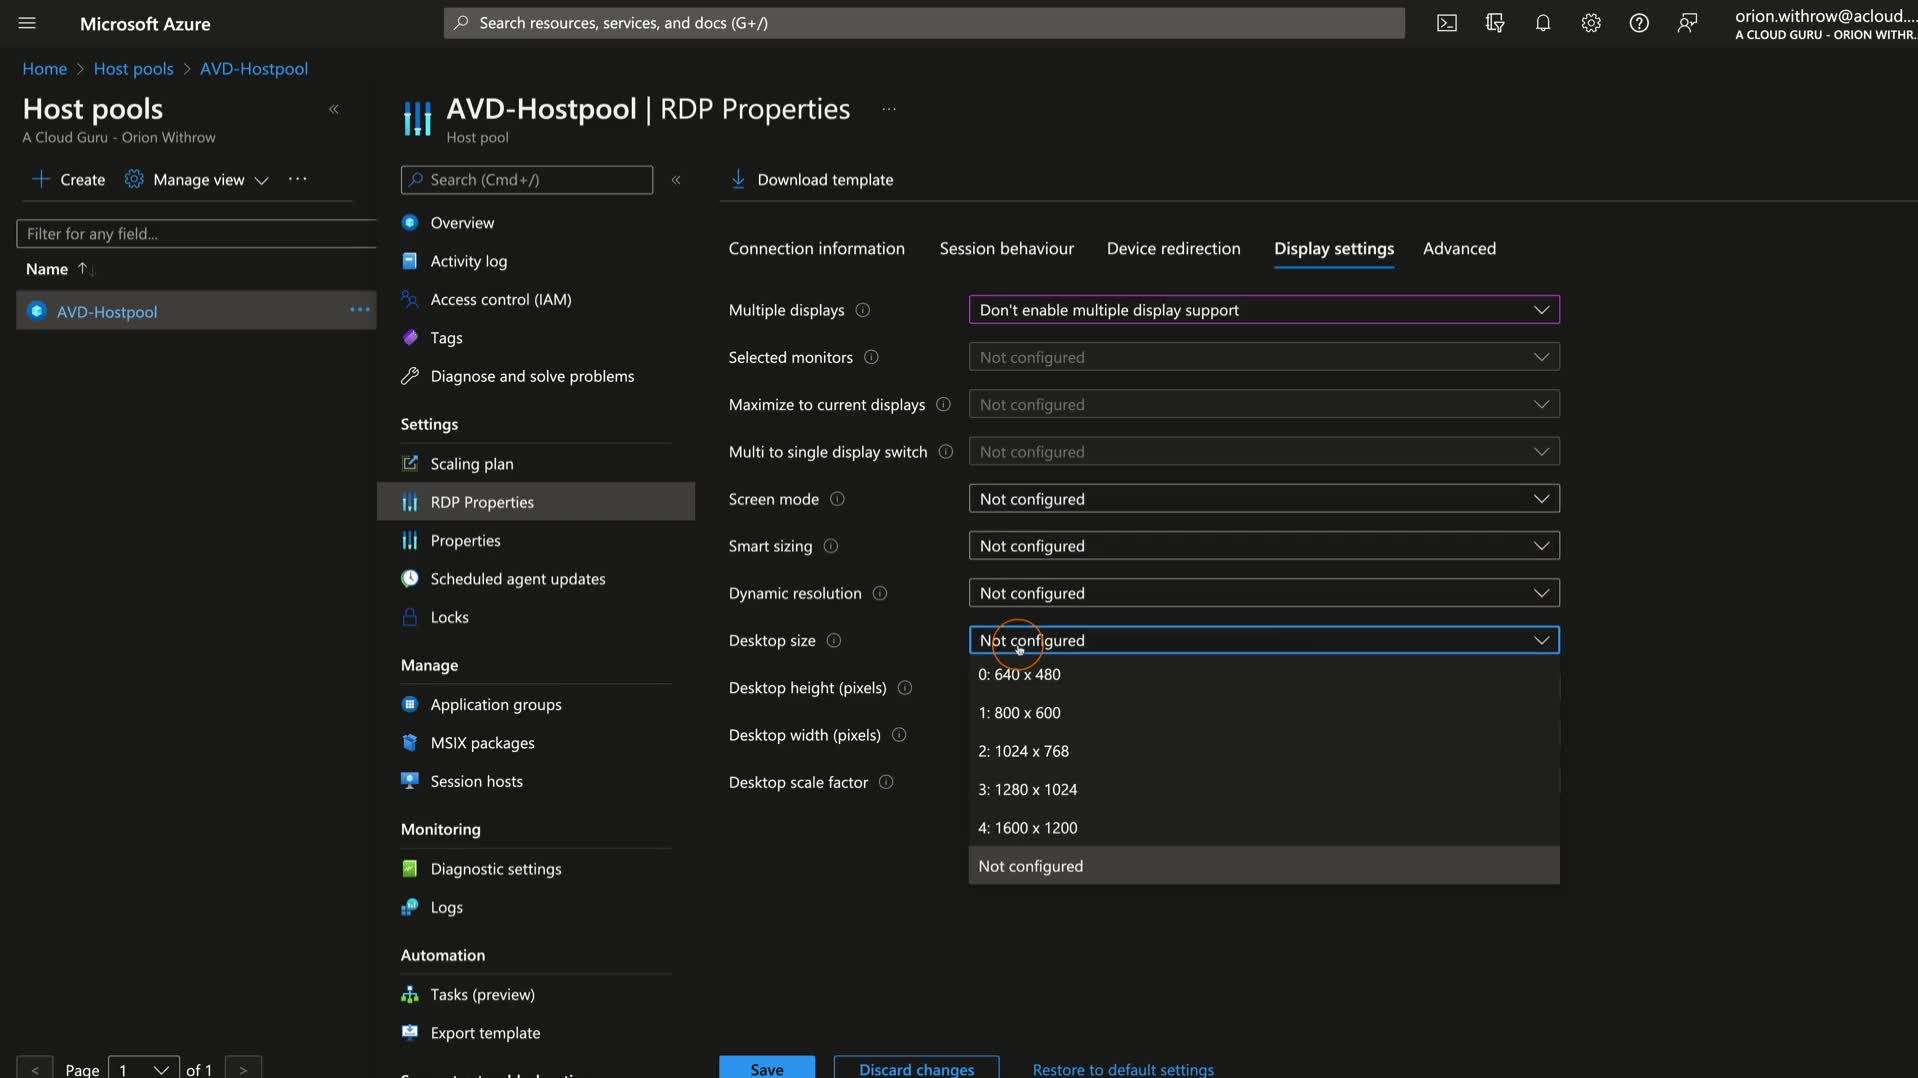 Microsoft Azure
Search resources, services, and docs (G+/)
orion.withrow@acloud....
A CLOUD GURU - ORION WITHR...
Home > Host pools > AVD-Hostpool
Host pools
A Cloud Guru - Orion Withrow
Create
Manage view
Filter for any field...
Name
AVD-Hostpool
Page 1 of 1
AVD-Hostpool | RDP Properties
Host pool
Search (Cmd+/)
Overview
Activity log
Access control (IAM)
Tags
Diagnose and solve problems
Settings
Scaling plan
RDP Properties
Properties
Scheduled agent updates
Locks
Manage
Application groups
MSIX packages
Session hosts
Monitoring
Diagnostic settings
Logs
Automation
Tasks (preview)
Export template
Download template
Connection information
Session behaviour
Device redirection
Display settings
Advanced
Multiple displays
Don't enable multiple display support
Selected monitors
Not configured
Maximize to current displays
Not configured
Multi to single display switch
Not configured
Screen mode
Not configured
Smart sizing
Not configured
Dynamic resolution
Not configured
Desktop size
Not configured
0: 640 x 480
1: 800 x 600
2: 1024 x 768
3: 1280 x 1024
4: 1600 x 1200
Not configured
Desktop height (pixels)
Desktop width (pixels)
Desktop scale factor
Save
Discard changes
Restore to default settings